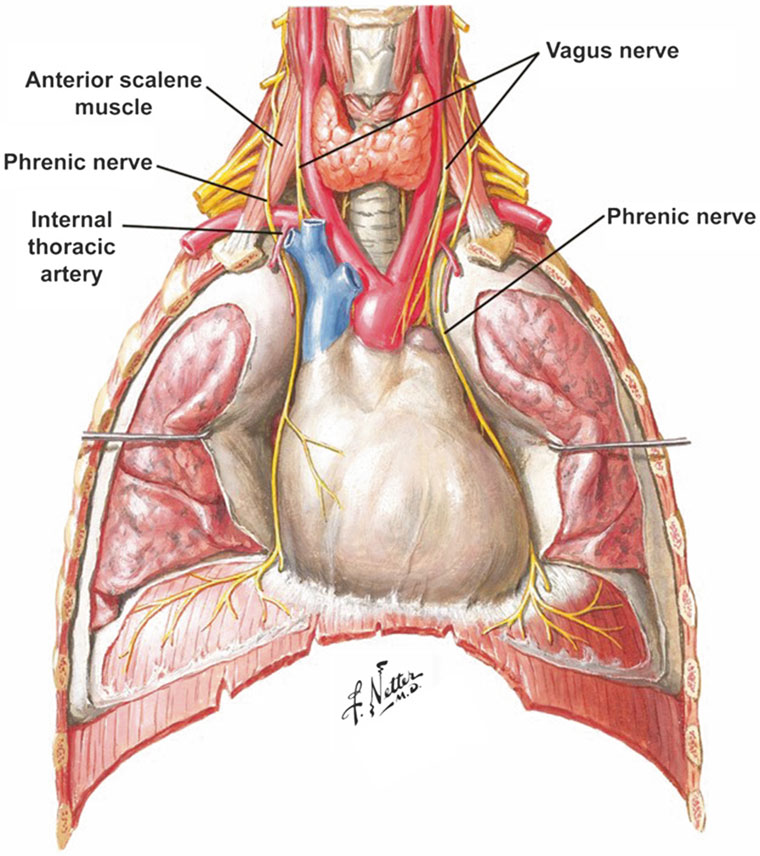 Vagus nerve
Anterior scalene
muscle
Phrenic nerve
Internal
thoracic
artery
Phrenic nerve
F. Netter
M.D.